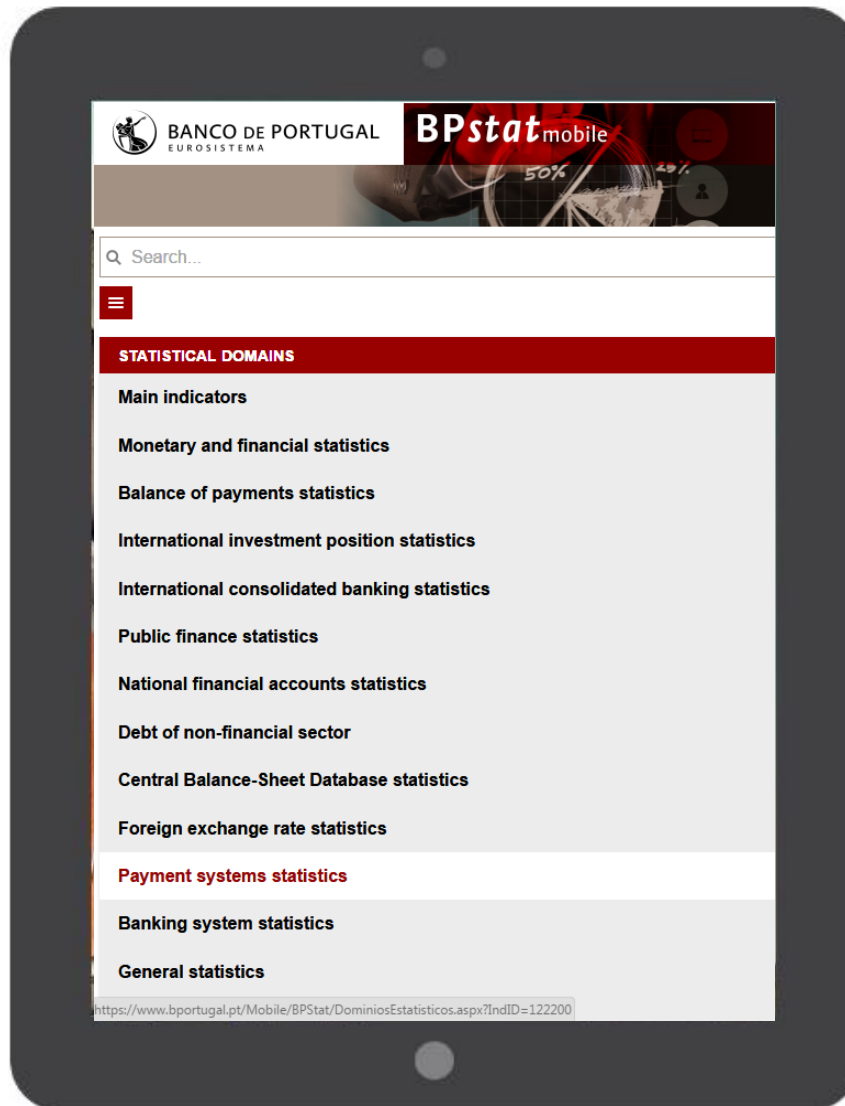 BANCO DE PORTUGAL
EUROSISTEMA
BPstat mobile
50%
25%
Search...
STATISTICAL DOMAINS
Main indicators
Monetary and financial statistics
Balance of payments statistics
International investment position statistics
International consolidated banking statistics
Public finance statistics
National financial accounts statistics
Debt of non-financial sector
Central Balance-Sheet Database statistics
Foreign exchange rate statistics
Payment systems statistics
Banking system statistics
General statistics
https://www.bportugal.pt/Mobile/BPStat/DominiosEstatisticos.aspx?IndID=122200